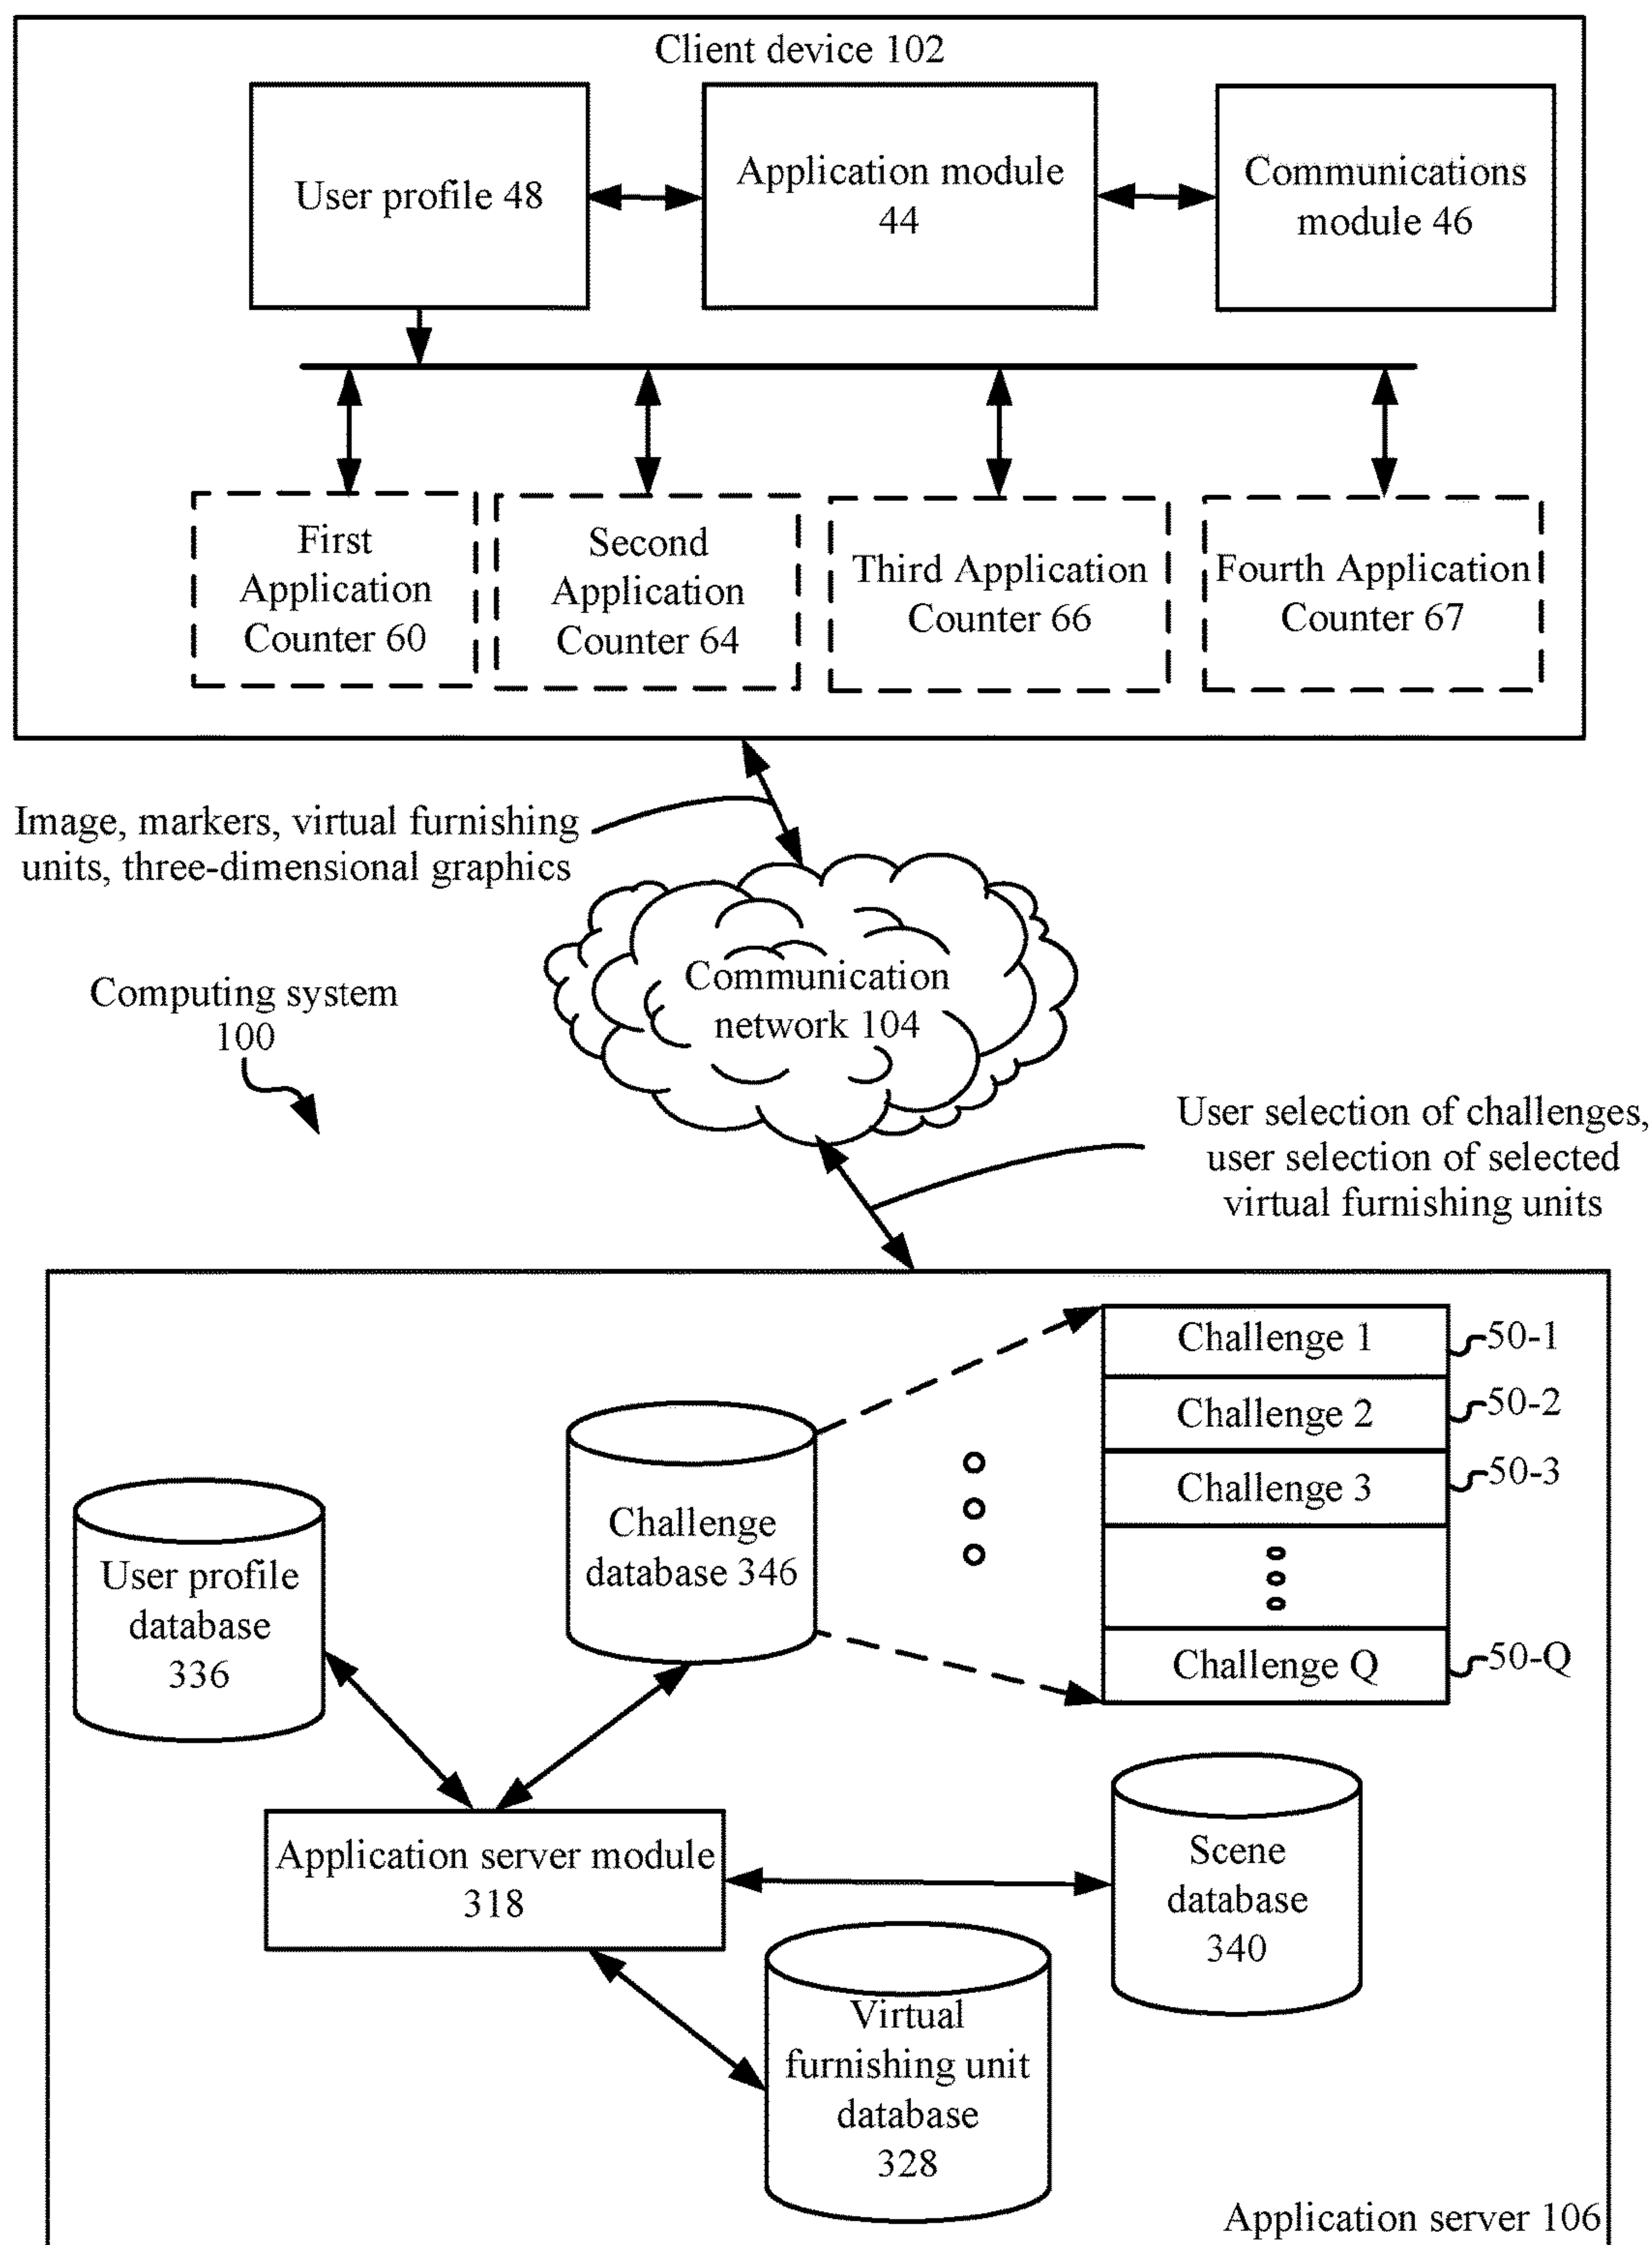 Client device 102
User profile 48
Application module
44
Communications
module 46
First
Application
Counter 60
Second
Application
Counter 64
Third Application
Counter 66
Fourth Application
Counter 67
Image, markers, virtual furnishing
units, three-dimensional graphics
Communication
network 104
Computing system
100
User selection of challenges,
user selection of selected
virtual furnishing units
Challenge 1
50-1
Challenge 2
50-2
Challenge 3
50-3
Challenge Q
50-Q
Challenge
database 346
User profile
database
336
Application server module
318
Scene
database
340
Virtual
furnishing unit
database
328
Application server 106